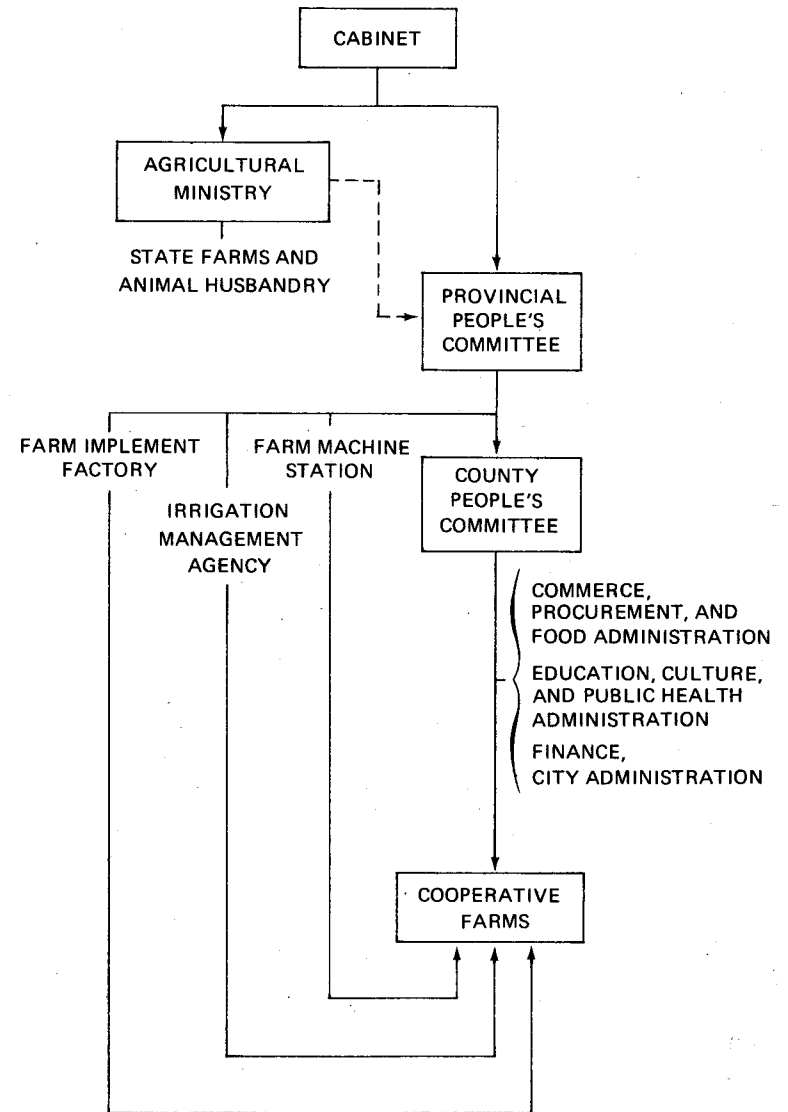 CABINET
AGRICULTURAL
MINISTRY
STATE FARMS AND
ANIMAL HUSBANDRY
PROVINCIAL
PEOPLE'S
COMMITTEE
FARM IMPLEMENT
FACTORY
IRRIGATION
MANAGEMENT
AGENCY
FARM MACHINE
STATION
COUNTY
PEOPLE'S
COMMITTEE
COMMERCE,
PROCUREMENT, AND
FOOD ADMINISTRATION
EDUCATION, CULTURE,
AND PUBLIC HEALTH
ADMINISTRATION
FINANCE,
CITY ADMINISTRATION
COOPERATIVE
FARMS